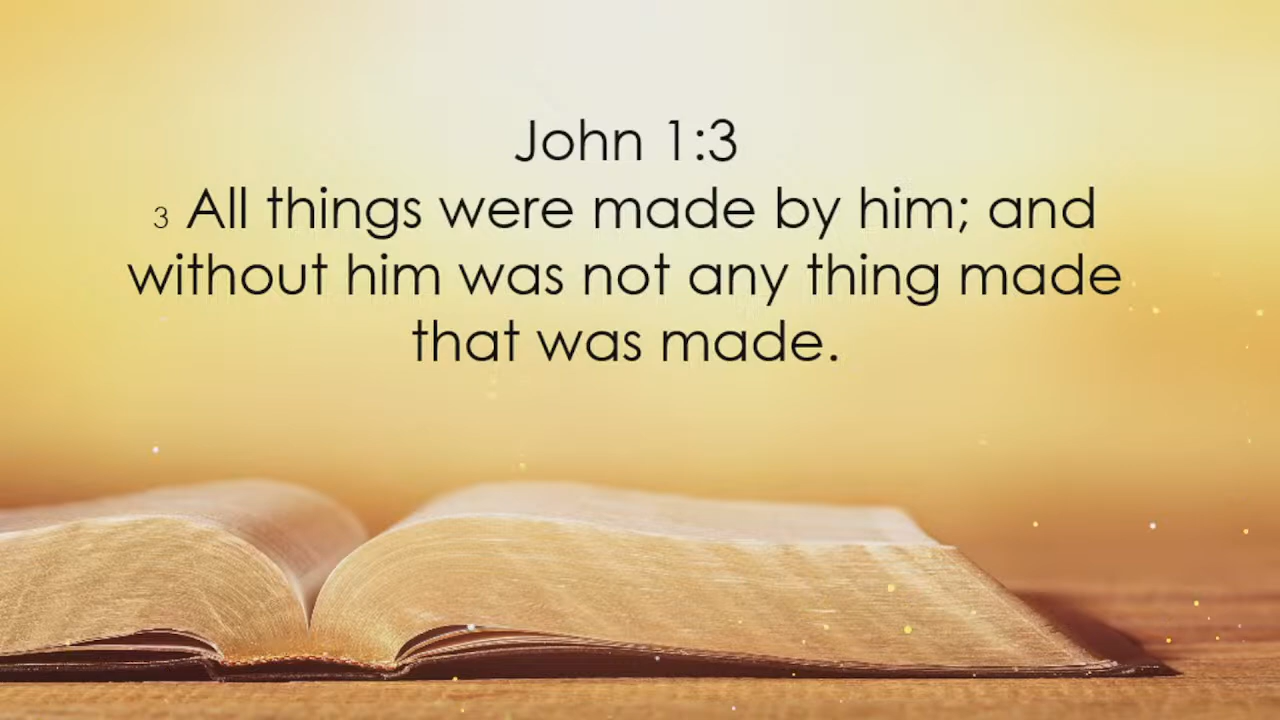 John 1:3
3 All things were made by him; and
without him was not any thing made
that was made.